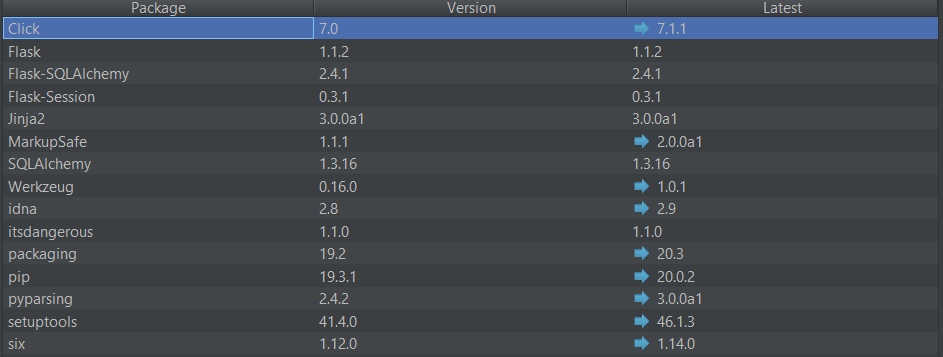 Package Version Latest
Click 7.0 7.1.1
Flask 1.1.2 1.1.2
Flask-SQLAlchemy 2.4.1 2.4.1
Flask-Session 0.3.1 0.3.1
Jinja2 3.0.0a1 3.0.0a1
MarkupSafe 1.1.1 2.0.0a1
SQLAlchemy 1.3.16 1.3.16
Werkzeug 0.16.0 1.0.1
idna 2.8 2.9
itsdangerous 1.1.0 1.1.0
packaging 19.2 20.3
pip 19.3.1 20.0.2
pyparsing 2.4.2 3.0.0a1
setuptools 41.4.0 46.1.3
six 1.12.0 1.14.0